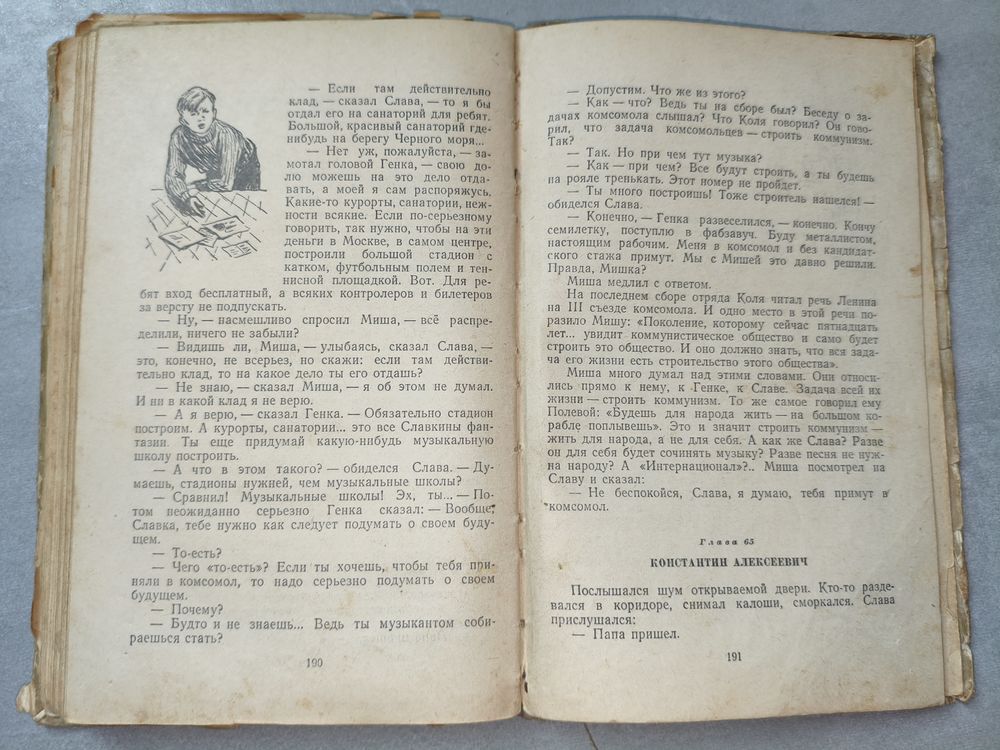 — Если там действительно
клад, — сказал Слава, — то я бы
отдал его на санаторий для ребят.
Большой, красивый санаторий где-
нибудь на берегу Черного моря...
— Нет уж, пожалуйста, — за-
мотал головой Генка, — свою до-
лю можешь на это дело отда-
вать, а моей я сам распоряжусь.
Какие-то курорты, санатории, неж-
ности всякие. Если по-серьезному
говорить, так нужно, чтобы на эти
деньги в Москве, в самом центре,
построили большой стадион с
катком, футбольным полем и тен-
нисной площадкой. Вот. Для ре-
бят вход бесплатный, а всяких контролеров и билетеров
за версту не подпускать.
— Ну, — насмешливо спросил Миша, — всё распре-
делили, ничего не забыли?
— Видишь ли, Миша, — улыбаясь, сказал Слава, —
это, конечно, не всерьез, но скажи: если там действи-
тельно клад, то на какое дело ты его отдашь?
— Не знаю, — сказал Миша, — я об этом не думал.
И ни в какой клад я не верю.
— А я верю, — сказал Генка. — Обязательно стадион
построим. А курорты, санатории... это все Славкины фан-
тазии. Ты еще придумай какую-нибудь музыкальную
школу построить.
— А что в этом такого? — обиделся Слава. — Ду-
маешь, стадионы нужней, чем музыкальные школы?
— Сравнил! Музыкальные школы! Эх, ты... — По-
том неожиданно серьезно Генка сказал: — Вообще,
Славка, тебе нужно как следует подумать о своем буду-
щем.
— То-есть?
— Чего «то-есть»? Если ты хочешь, чтобы тебя при-
няли в комсомол, то надо серьезно подумать о своем
будущем.
— Почему?
— Будто и не знаешь... Ведь ты музыкантом соби-
раешься стать?
190
— Допустим. Что же из этого?
— Как — что? Ведь ты на сборе был? Беседу о за-
дачах комсомола слышал? Что Коля говорил? Он гово-
рил, что задача комсомольцев — строить коммунизм.
Так?
— Так. Но при чем тут музыка?
— Как — при чем? Все будут строить, а ты будешь
на рояле тренькать. Этот номер не пройдет.
— Ты много построишь! Тоже строитель нашелся! —
обиделся Слава.
— Конечно, — Генка развеселился, — конечно. Кончу
семилетку, поступлю в фабзавуч. Буду металлистом,
настоящим рабочим. Меня в комсомол и без кандидат-
ского стажа примут. Мы с Мишей это давно решили.
Правда, Мишка?
Миша медлил с ответом.
На последнем сборе отряда Коля читал речь Ленина
на III съезде комсомола. И одно место в этой речи по-
разило Мишу: «Поколение, которому сейчас пятнадцать
лет... увидит коммунистическое общество и само будет
строить это общество. И оно должно знать, что вся зада-
ча его жизни есть строительство этого общества».
Миша много думал над этими словами. Они относи-
лись прямо к нему, к Генке, к Славе. Задача всей их
жизни — строить коммунизм. То же самое говорил ему
Полевой: «Будешь для народа жить — на большом ко-
рабле поплывешь». Это и значит строить коммунизм —
жить для народа, а не для себя. А как же Слава? Разве
он для себя будет сочинять музыку? Разве песни не нуж-
ны народу? А «Интернационал»?.. Миша посмотрел на
Славу и сказал:
— Не беспокойся, Слава, я думаю, тебя примут в
комсомол.
Глава 65
КОНСТАНТИН АЛЕКСЕЕВИЧ
Послышался шум открываемой двери. Кто-то разде-
вался в коридоре, снимал калоши, сморкался. Слава
прислушался:
— Папа пришел.
191